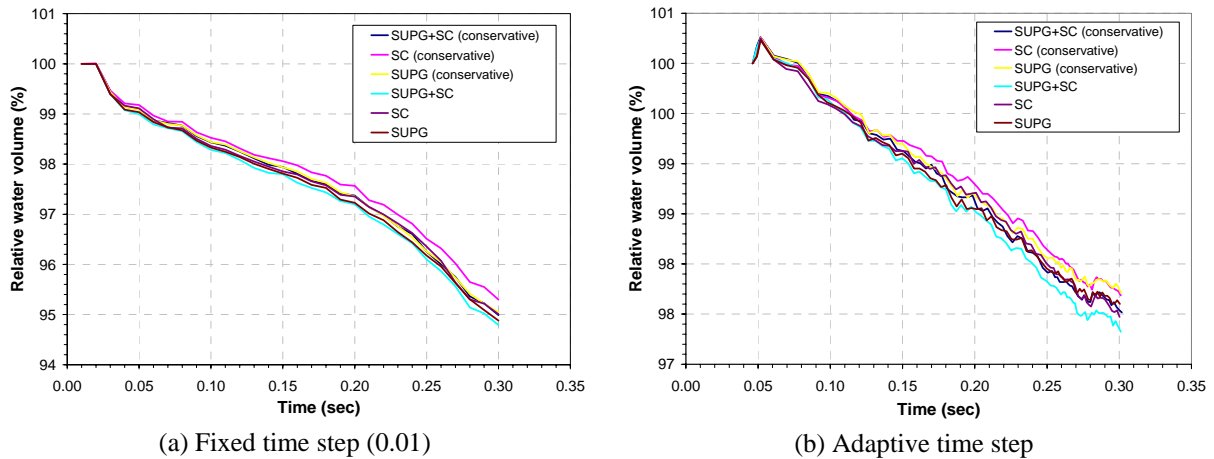 101
100
99
98
97
96
95
94
Relative water volume (%)
0.00 0.05 0.10 0.15 0.20 0.25 0.30 0.35
Time (sec)
SUPG+SC (conservative)
SC (conservative)
SUPG (conservative)
SUPG+SC
SC
SUPG
(a) Fixed time step (0.01)
101
100
100
99
99
98
98
97
Relative water volume (%)
0.00 0.05 0.10 0.15 0.20 0.25 0.30 0.35
Time (sec)
SUPG+SC (conservative)
SC (conservative)
SUPG (conservative)
SUPG+SC
SC
SUPG
(b) Adaptive time step